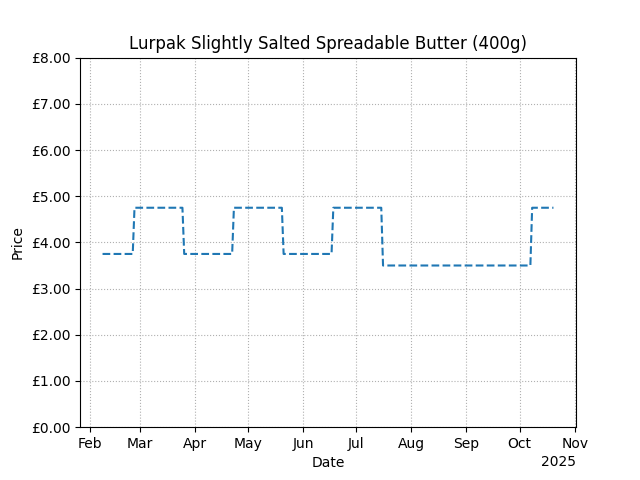 Lurpak Slightly Salted Spreadable Butter (400g)
£8.00
£7.00
£6.00
£5.00
£4.00
£3.00
£2.00
£1.00
£0.00
Price
Feb Mar Apr May Jun Jul Aug Sep Oct Nov
Date
2025